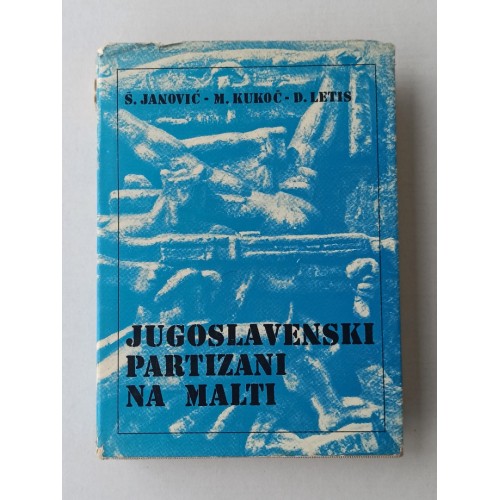 Š. JANOVIĆ - M. KUKOČ - D. LETIS
JUGOSLAVENSKI
PARTIZANI
NA MALTI